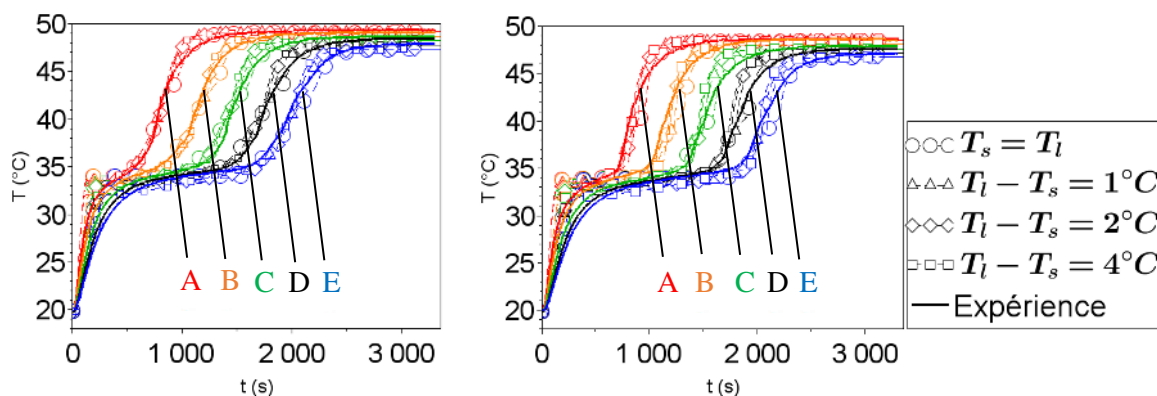 50
45
40
35
30
25
20
T (°C)
A B C D E
0 1 000 2 000 3 000
t (s)
50
45
40
35
30
25
20
T (°C)
A B C D E
0 1 000 2 000 3 000
t (s)
T_s = T_l
T_l − T_s = 1°C
T_l − T_s = 2°C
T_l − T_s = 4°C
Expérience